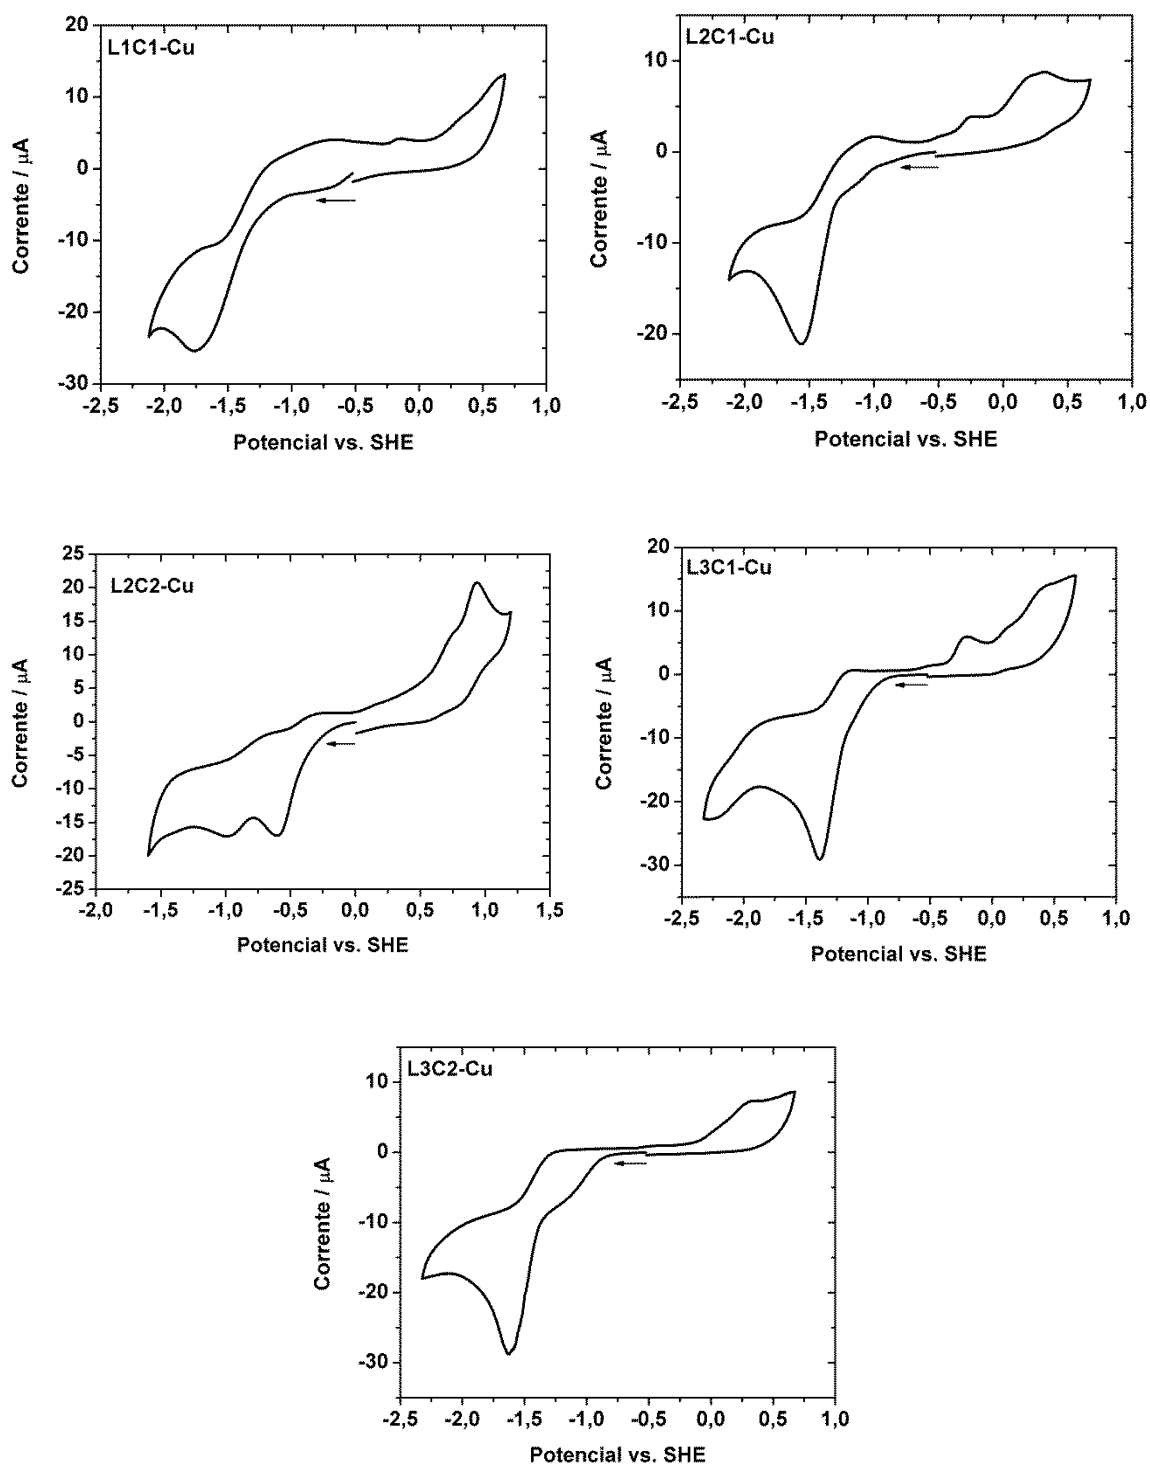 L1C1-Cu
20
10
0
-10
-20
-30
Corrente / μA
-2,5 -2,0 -1,5 -1,0 -0,5 0,0 0,5 1,0
Potencial vs. SHE
L2C1-Cu
10
0
-10
-20
Corrente / μA
-2,5 -2,0 -1,5 -1,0 -0,5 0,0 0,5 1,0
Potencial vs. SHE
L2C2-Cu
25
20
15
10
5
0
-5
-10
-15
-20
-25
Corrente / μA
-2,0 -1,5 -1,0 -0,5 0,0 0,5 1,0 1,5
Potencial vs. SHE
L3C1-Cu
20
10
0
-10
-20
-30
Corrente / μA
-2,5 -2,0 -1,5 -1,0 -0,5 0,0 0,5 1,0
Potencial vs. SHE
L3C2-Cu
10
0
-10
-20
-30
Corrente / μA
-2,5 -2,0 -1,5 -1,0 -0,5 0,0 0,5 1,0
Potencial vs. SHE